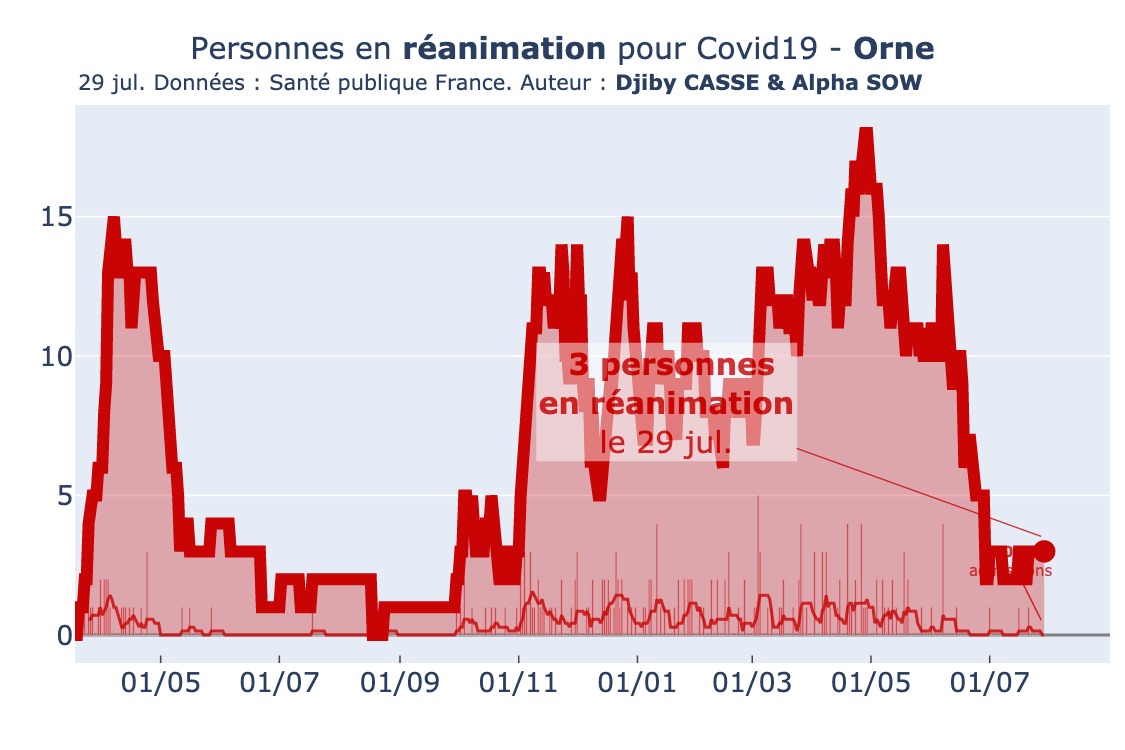 Personnes en réanimation pour Covid19 - Orne
29 jul. Données : Santé publique France. Auteur : Djiby CASSE & Alpha SOW
15
10
5
0
3 personnes
en réanimation
le 29 jul.
01/05
01/07
01/09
01/11
01/01
01/03
01/05
01/07